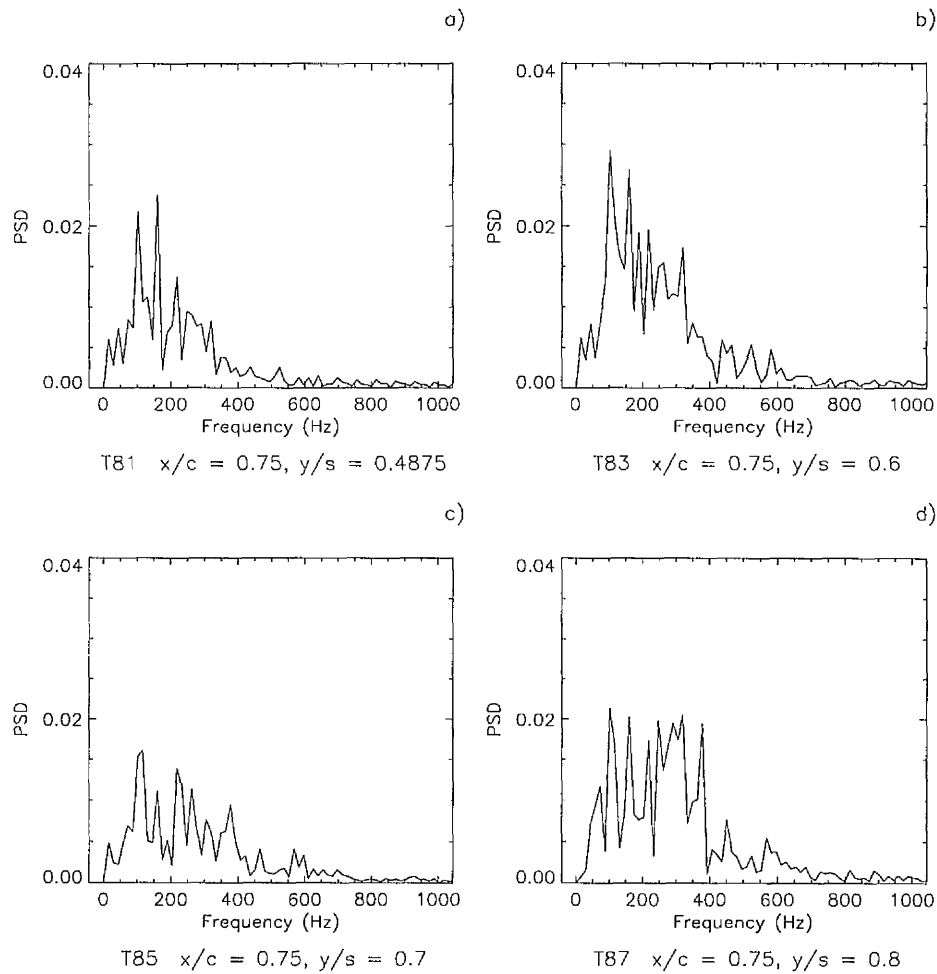 a)
0.04
0.02
0.00
PSD
0 200 400 600 800 1000
Frequency (Hz)
T81 x/c = 0.75, y/s = 0.4875
b)
0.04
0.02
0.00
PSD
0 200 400 600 800 1000
Frequency (Hz)
T83 x/c = 0.75, y/s = 0.6
c)
0.04
0.02
0.00
PSD
0 200 400 600 800 1000
Frequency (Hz)
T85 x/c = 0.75, y/s = 0.7
d)
0.04
0.02
0.00
PSD
0 200 400 600 800 1000
Frequency (Hz)
T87 x/c = 0.75, y/s = 0.8